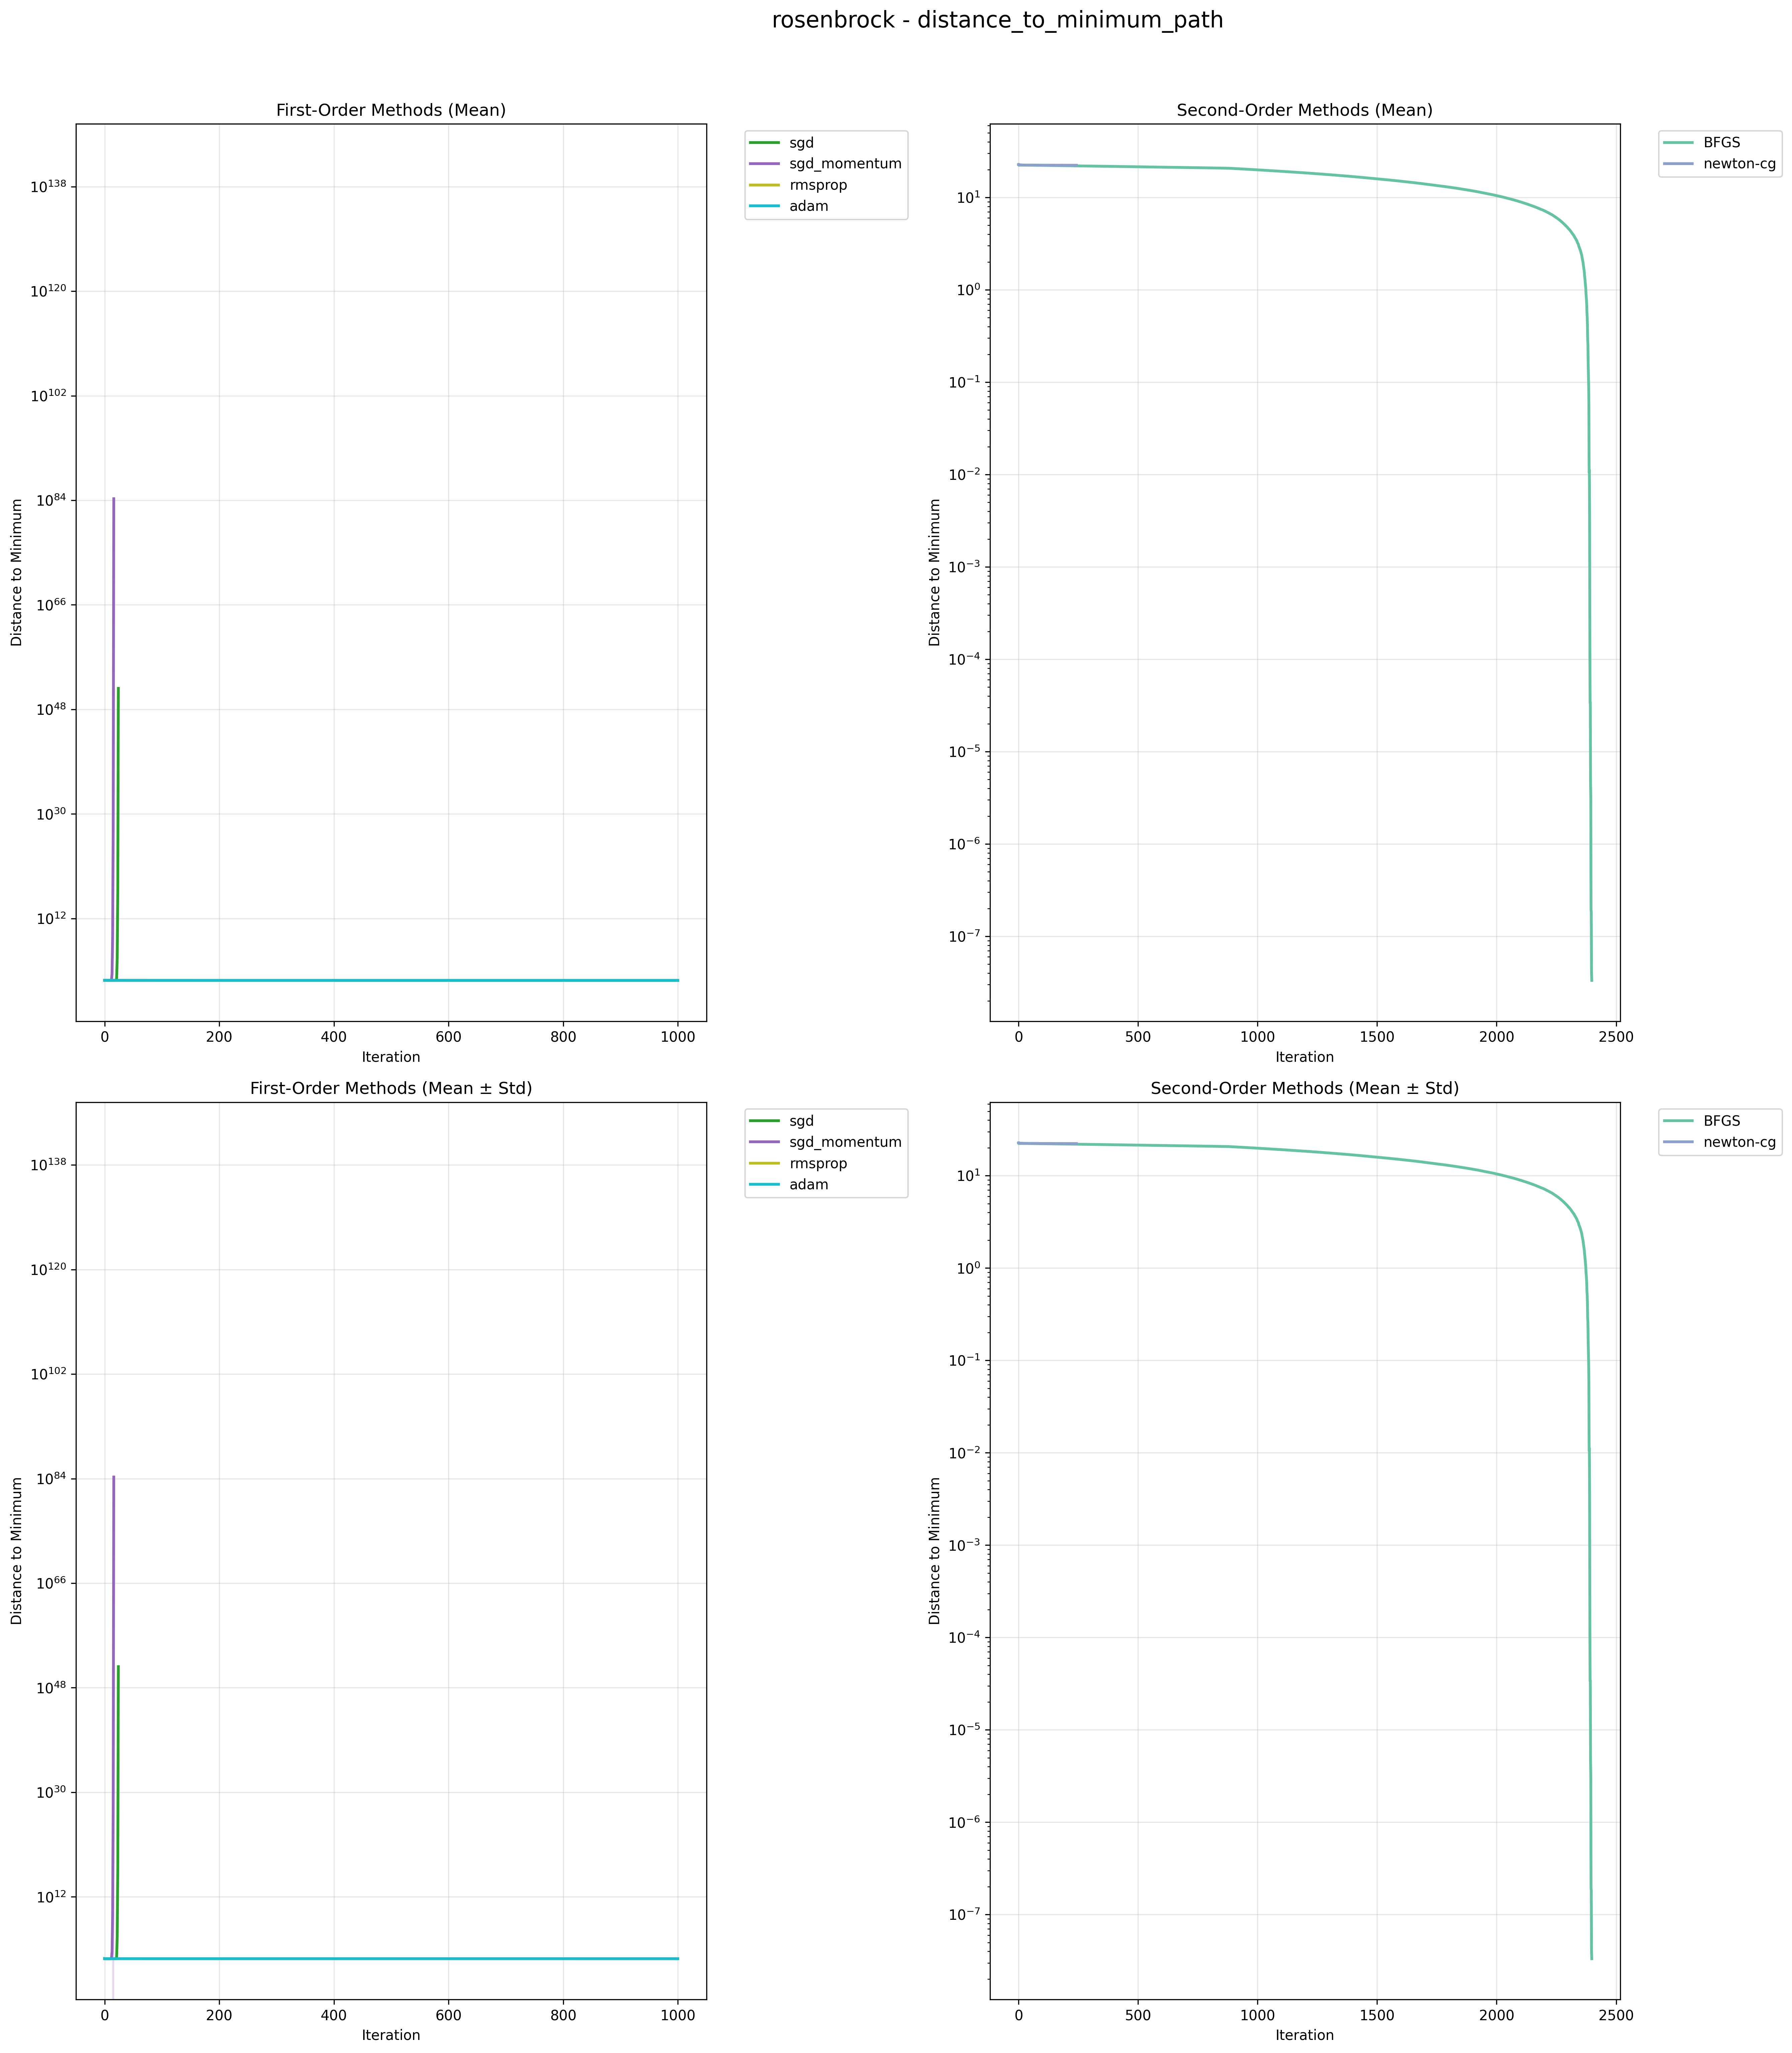 rosenbrock - distance_to_minimum_path
First-Order Methods (Mean)
Distance to Minimum
10^138
10^120
10^102
10^84
10^66
10^48
10^30
10^12
0 200 400 600 800 1000
Iteration
sgd
sgd_momentum
rmsprop
adam
Second-Order Methods (Mean)
Distance to Minimum
10^1
10^0
10^-1
10^-2
10^-3
10^-4
10^-5
10^-6
10^-7
0 500 1000 1500 2000 2500
Iteration
BFGS
newton-cg
First-Order Methods (Mean ± Std)
Distance to Minimum
10^138
10^120
10^102
10^84
10^66
10^48
10^30
10^12
0 200 400 600 800 1000
Iteration
sgd
sgd_momentum
rmsprop
adam
Second-Order Methods (Mean ± Std)
Distance to Minimum
10^1
10^0
10^-1
10^-2
10^-3
10^-4
10^-5
10^-6
10^-7
0 500 1000 1500 2000 2500
Iteration
BFGS
newton-cg